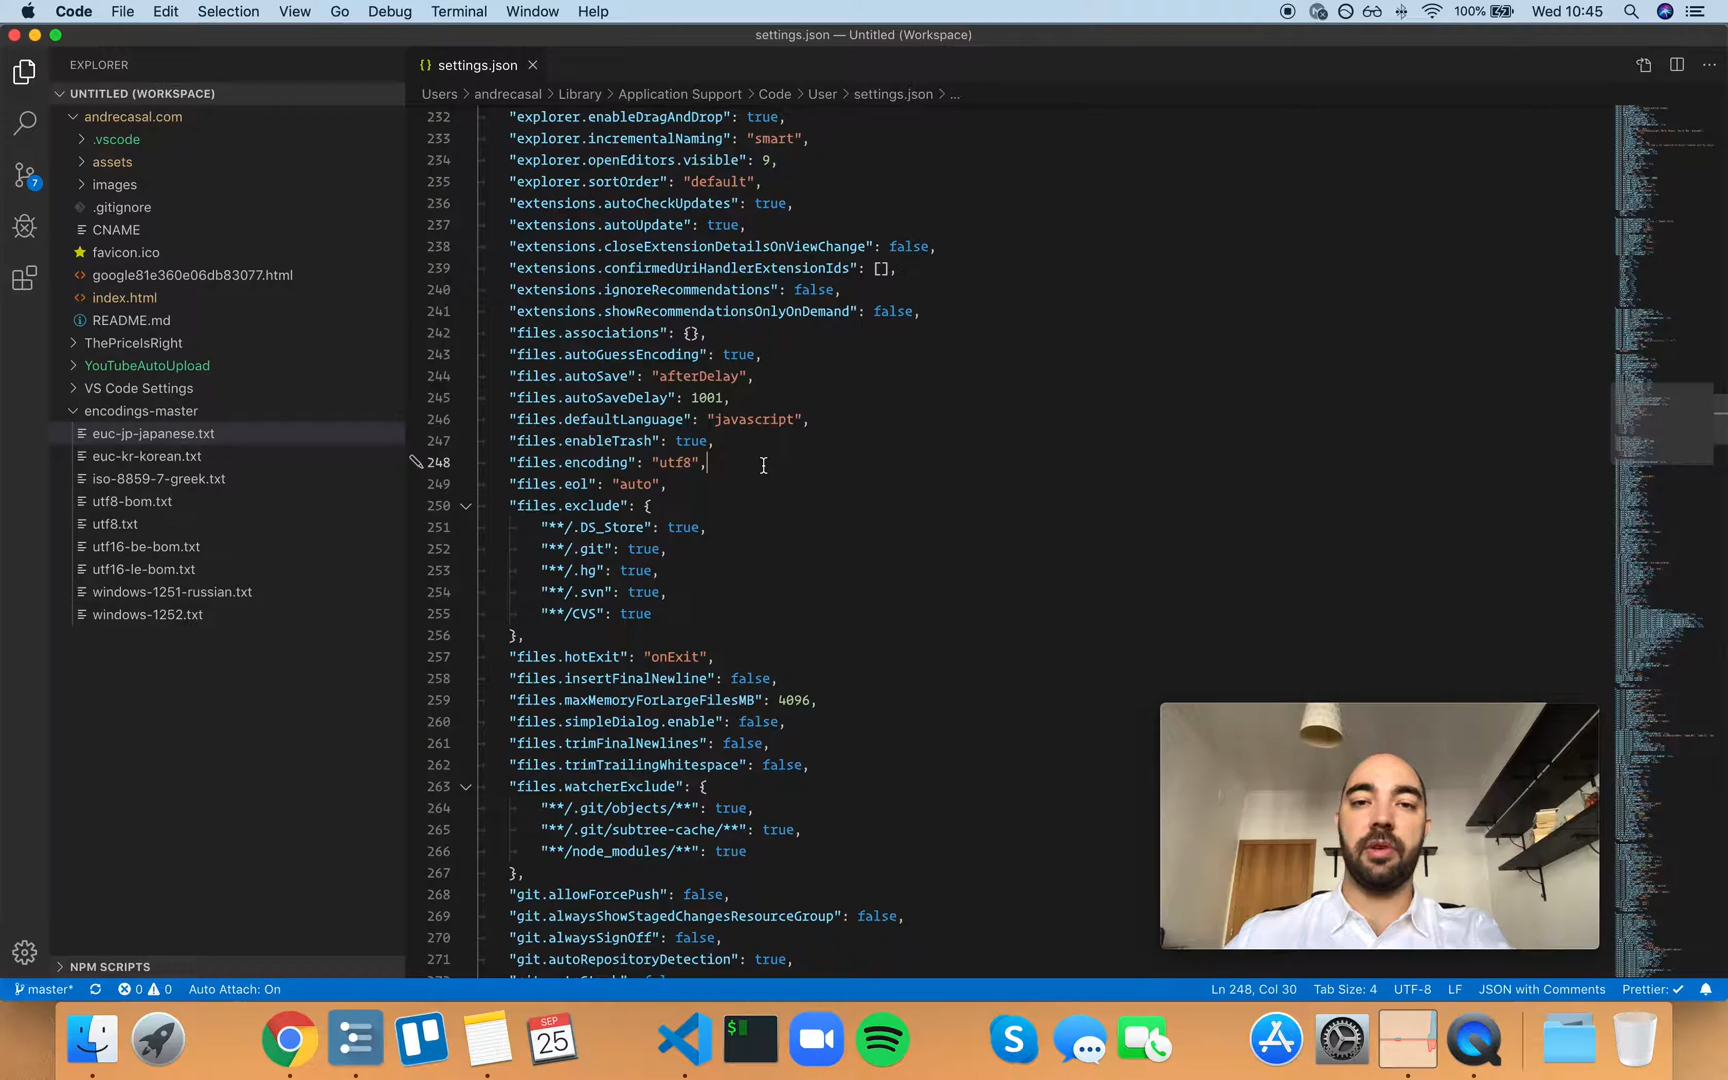 Code File Edit Selection View Go Debug Terminal Window Help 100% Wed 10:45
settings.json — Untitled (Workspace)
EXPLORER
UNTITLED (WORKSPACE)
andrecasal.com
.vscode
assets
images
.gitignore
CNAME
favicon.ico
google81e360e06db83077.html
index.html
README.md
ThePriceIsRight
YouTubeAutoUpload
VS Code Settings
encodings-master
euc-jp-japanese.txt
euc-kr-korean.txt
iso-8859-7-greek.txt
utf8-bom.txt
utf8.txt
utf16-be-bom.txt
utf16-le-bom.txt
windows-1251-russian.txt
windows-1252.txt
NPM SCRIPTS
7
{} settings.json
Users > andrecasal > Library > Application Support > Code > User > settings.json > ...
232 "explorer.enableDragAndDrop": true,
233 "explorer.incrementalNaming": "smart",
234 "explorer.openEditors.visible": 9,
235 "explorer.sortOrder": "default",
236 "extensions.autoCheckUpdates": true,
237 "extensions.autoUpdate": true,
238 "extensions.closeExtensionDetailsOnViewChange": false,
239 "extensions.confirmedUriHandlerExtensionIds": [],
240 "extensions.ignoreRecommendations": false,
241 "extensions.showRecommendationsOnlyOnDemand": false,
242 "files.associations": {},
243 "files.autoGuessEncoding": true,
244 "files.autoSave": "afterDelay",
245 "files.autoSaveDelay": 1001,
246 "files.defaultLanguage": "javascript",
247 "files.enableTrash": true,
248 "files.encoding": "utf8",
249 "files.eol": "auto",
250 "files.exclude": {
251 "**/.DS_Store": true,
252 "**/.git": true,
253 "**/.hg": true,
254 "**/.svn": true,
255 "**/CVS": true
256 },
257 "files.hotExit": "onExit",
258 "files.insertFinalNewline": false,
259 "files.maxMemoryForLargeFilesMB": 4096,
260 "files.simpleDialog.enable": false,
261 "files.trimFinalNewlines": false,
262 "files.trimTrailingWhitespace": false,
263 "files.watcherExclude": {
264 "**/.git/objects/**": true,
265 "**/.git/subtree-cache/**": true,
266 "**/node_modules/**": true
267 },
268 "git.allowForcePush": false,
269 "git.alwaysShowStagedChangesResourceGroup": false,
270 "git.alwaysSignOff": false,
271 "git.autoRepositoryDetection": true,
master* 0 0 Auto Attach: On Ln 248, Col 30 Tab Size: 4 UTF-8 LF JSON with Comments Prettier: ✓
SEP
25
$